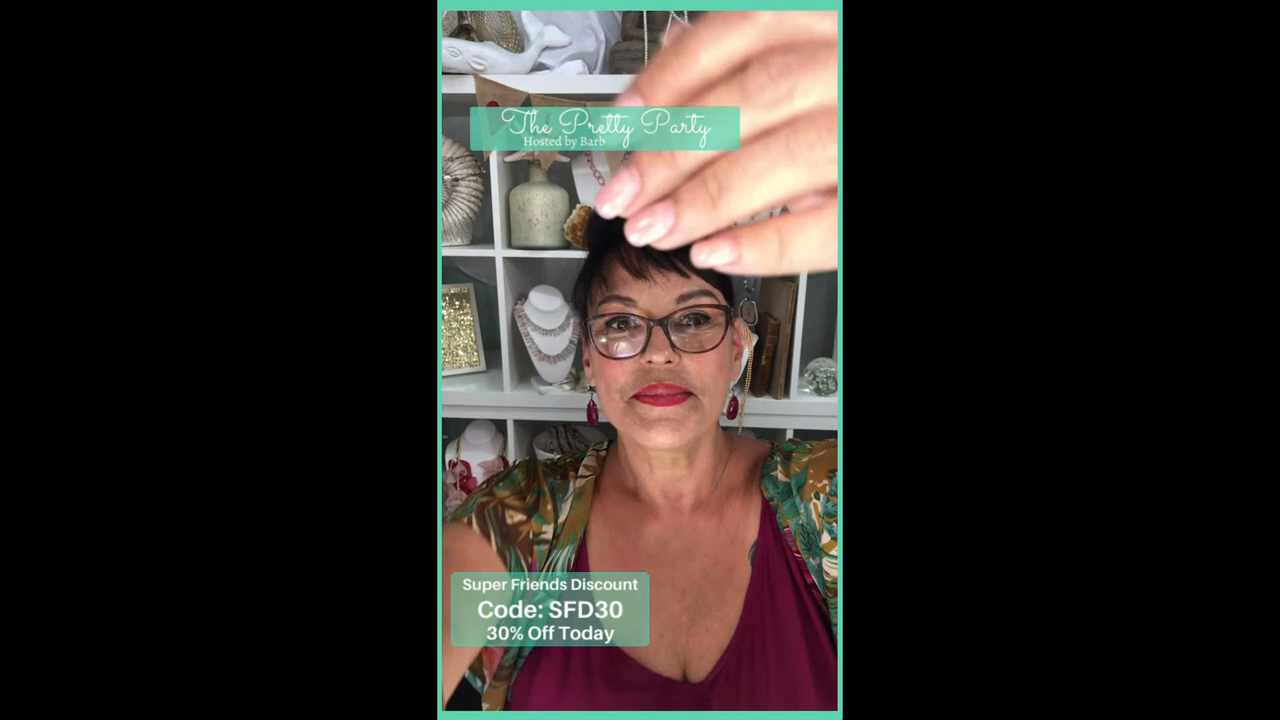 The Pretty Party
Hosted by Barb
Super Friends Discount
Code: SFD30
30% Off Today